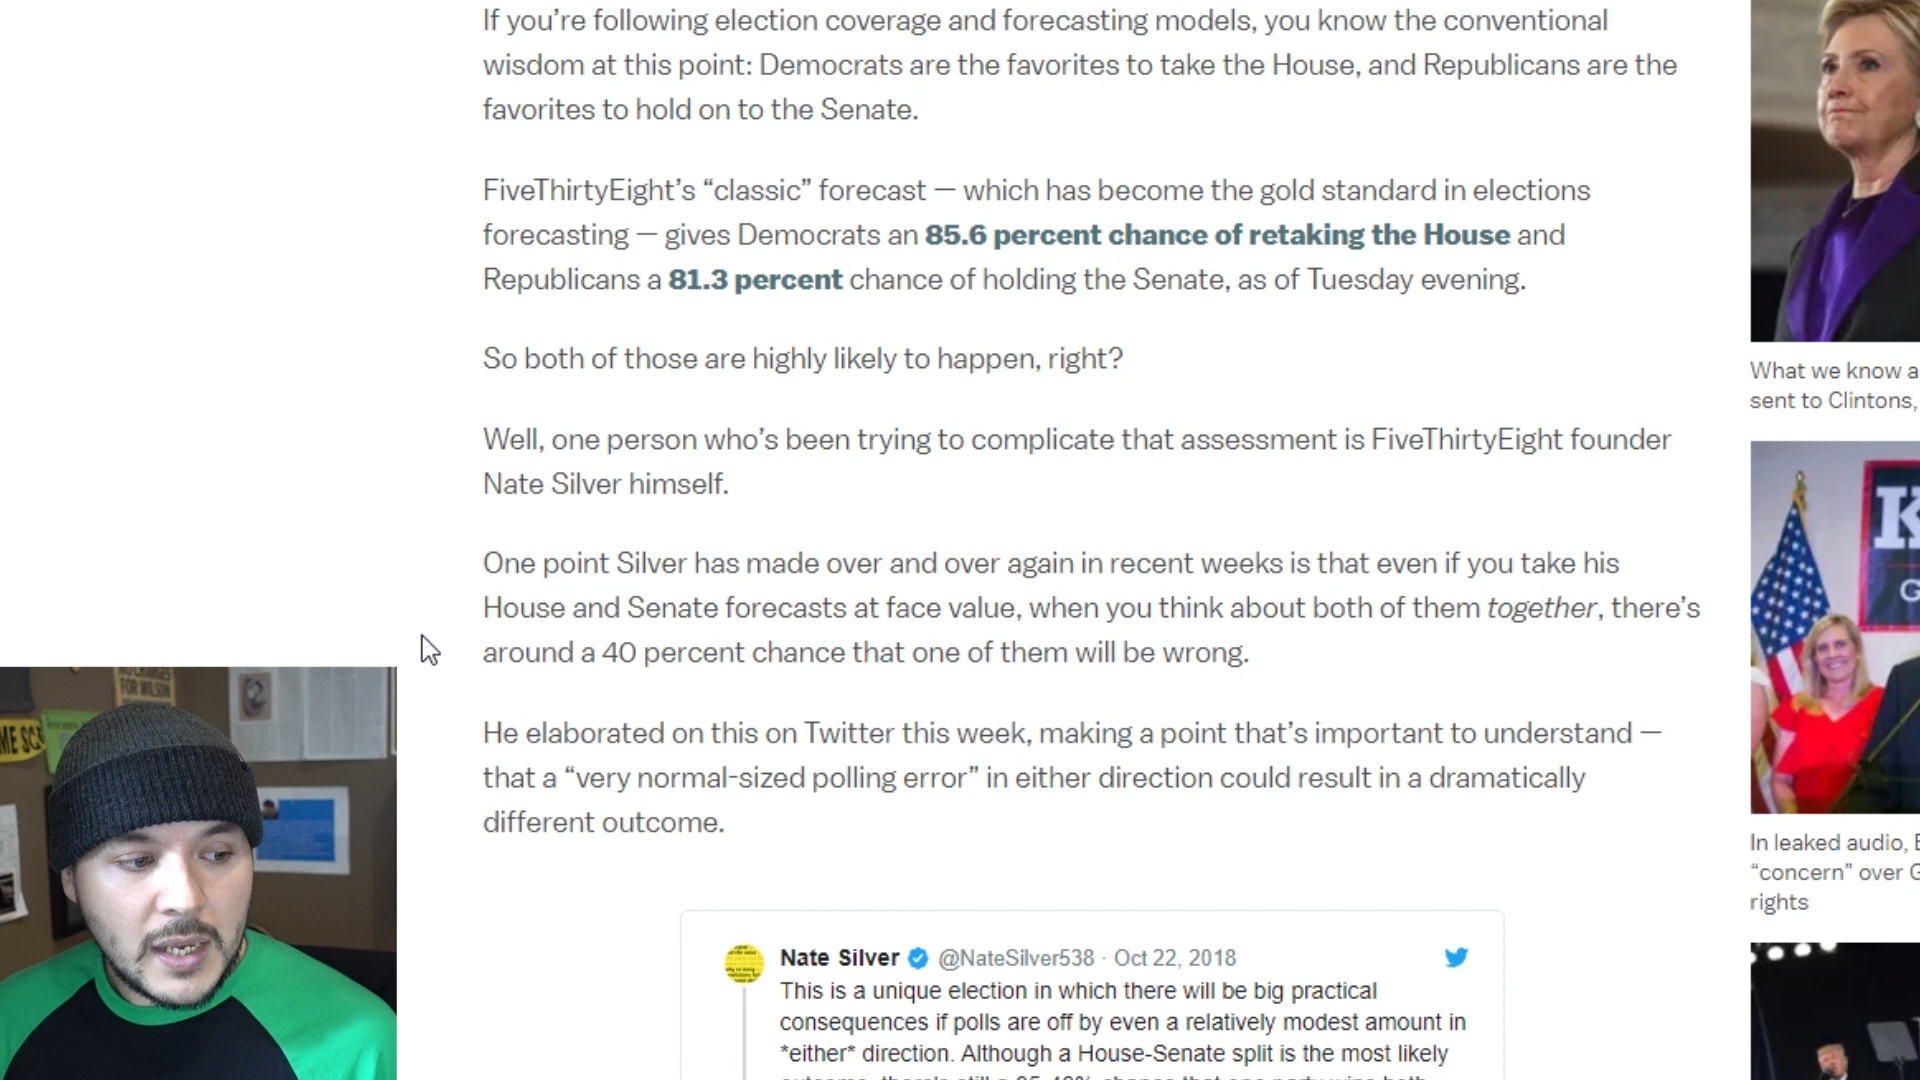 If you’re following election coverage and forecasting models, you know the conventional
wisdom at this point: Democrats are the favorites to take the House, and Republicans are the
favorites to hold on to the Senate.
FiveThirtyEight’s “classic” forecast — which has become the gold standard in elections
forecasting — gives Democrats an 85.6 percent chance of retaking the House and
Republicans a 81.3 percent chance of holding the Senate, as of Tuesday evening.
So both of those are highly likely to happen, right?
Well, one person who’s been trying to complicate that assessment is FiveThirtyEight founder
Nate Silver himself.
One point Silver has made over and over again in recent weeks is that even if you take his
House and Senate forecasts at face value, when you think about both of them together, there’s
around a 40 percent chance that one of them will be wrong.
He elaborated on this on Twitter this week, making a point that’s important to understand —
that a “very normal-sized polling error” in either direction could result in a dramatically
different outcome.
Nate Silver @NateSilver538 · Oct 22, 2018
This is a unique election in which there will be big practical
consequences if polls are off by even a relatively modest amount in
*either* direction. Although a House-Senate split is the most likely
What we know a
sent to Clintons,
K
G
In leaked audio, E
“concern” over G
rights
FOR WILSON
ME SC